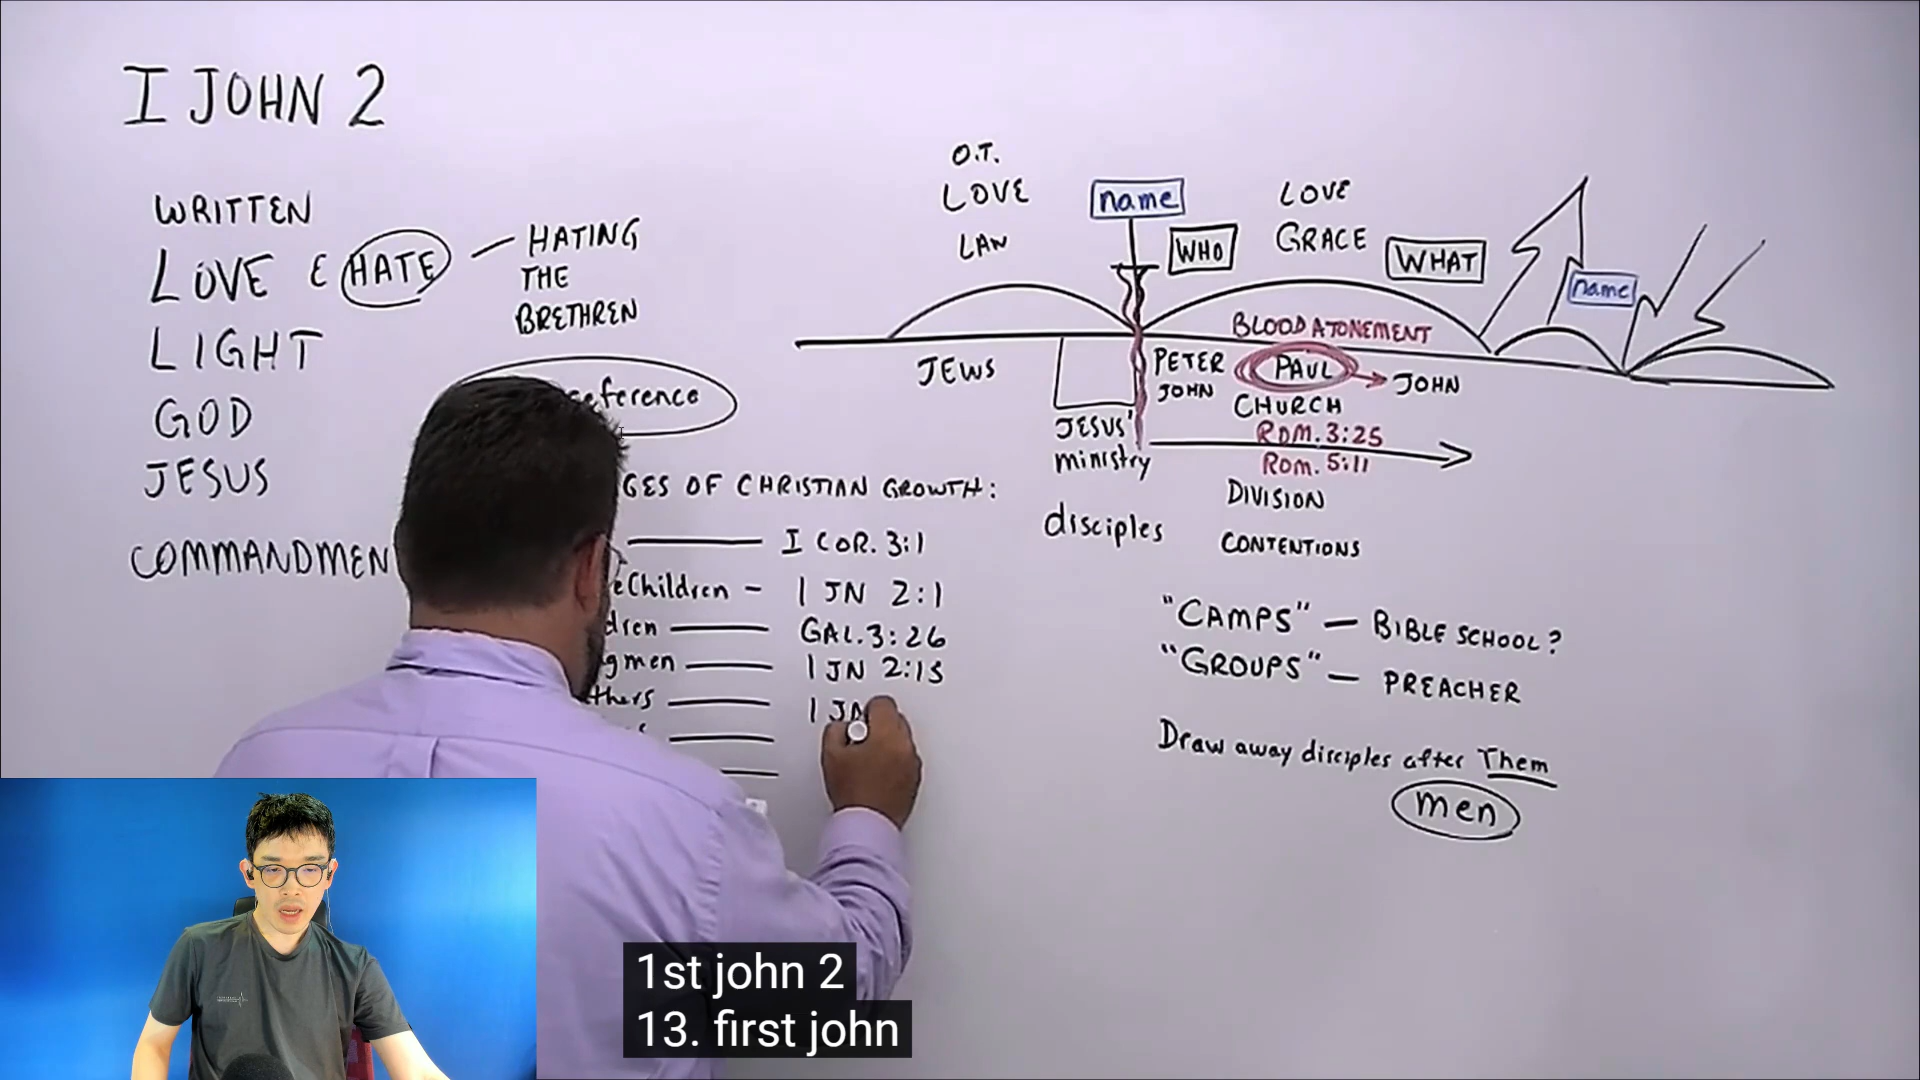 I JOHN 2
WRITTEN
LOVE & HATE — HATING
THE
BRETHREN
LIGHT
GOD
JESUS
COMMANDMEN
eference
GES OF CHRISTIAN GROWTH:
I COR. 3:1
eChildren - 1 JN 2:1
dren GAL. 3:26
gmen 1 JN 2:13
thers 1 JN
O.T.
LOVE
LAW
name
WHO
LOVE
GRACE
WHAT
name
BLOOD ATONEMENT
JEWS
PETER
JOHN
PAUL
JOHN
CHURCH
ROM. 3:25
Rom. 5:11
JESUS'
ministry
disciples
DIVISION
CONTENTIONS
"CAMPS" — BIBLE SCHOOL?
"GROUPS" — PREACHER
Draw away disciples after Them
men
1st john 2
13. first john